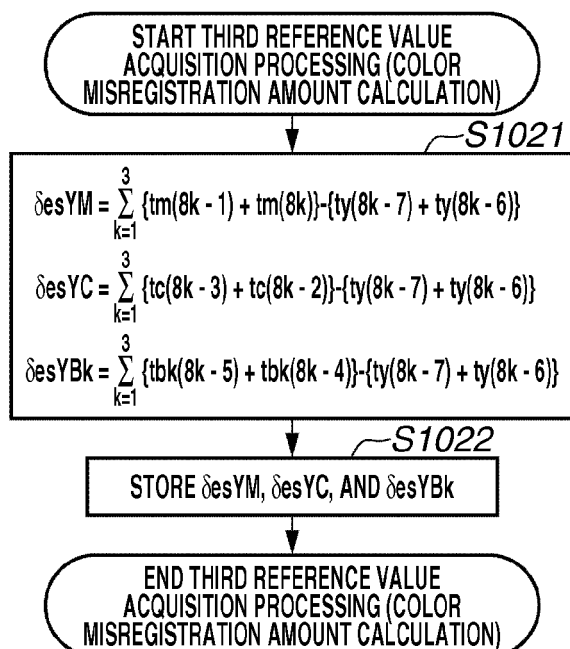 START THIRD REFERENCE VALUE
ACQUISITION PROCESSING (COLOR
MISREGISTRATION AMOUNT CALCULATION)
S1021
δesYM = 3∑k=1 {tm(8k - 1) + tm(8k)}-{ty(8k - 7) + ty(8k - 6)}
δesYC = 3∑k=1 {tc(8k - 3) + tc(8k - 2)}-{ty(8k - 7) + ty(8k - 6)}
δesYBk = 3∑k=1 {tbk(8k - 5) + tbk(8k - 4)}-{ty(8k - 7) + ty(8k - 6)}
S1022
STORE δesYM, δesYC, AND δesYBk
END THIRD REFERENCE VALUE
ACQUISITION PROCESSING (COLOR
MISREGISTRATION AMOUNT CALCULATION)